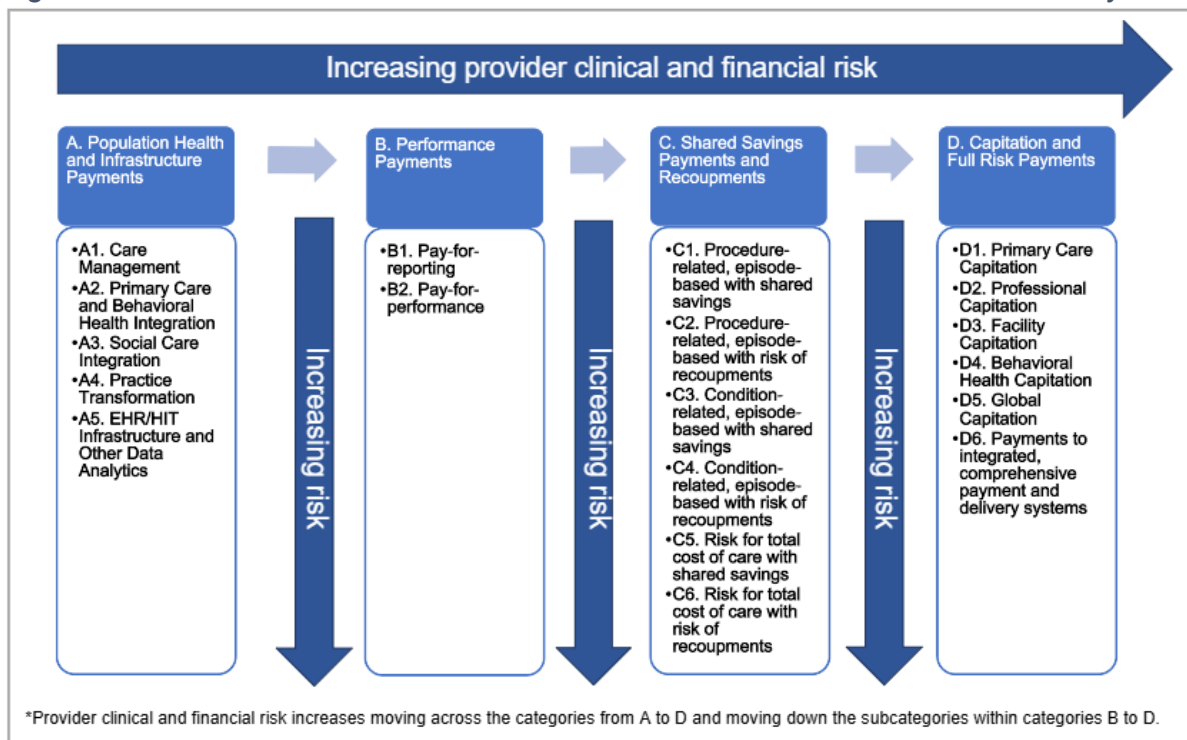 Increasing provider clinical and financial risk
A. Population Health
and Infrastructure
Payments
•A1. Care
Management
•A2. Primary Care
and Behavioral
Health Integration
•A3. Social Care
Integration
•A4. Practice
Transformation
•A5. EHR/HIT
Infrastructure and
Other Data
Analytics
Increasing risk
B. Performance
Payments
•B1. Pay-for-
reporting
•B2. Pay-for-
performance
Increasing risk
C. Shared Savings
Payments and
Recoupments
•C1. Procedure-
related, episode-
based with shared
savings
•C2. Procedure-
related, episode-
based with risk of
recoupments
•C3. Condition-
related, episode-
based with shared
savings
•C4. Condition-
related, episode-
based with risk of
recoupments
•C5. Risk for total
cost of care with
shared savings
•C6. Risk for total
cost of care with
risk of
recoupments
Increasing risk
D. Capitation and
Full Risk Payments
•D1. Primary Care
Capitation
•D2. Professional
Capitation
•D3. Facility
Capitation
•D4. Behavioral
Health Capitation
•D5. Global
Capitation
•D6. Payments to
integrated,
comprehensive
payment and
delivery systems
*Provider clinical and financial risk increases moving across the categories from A to D and moving down the subcategories within categories B to D.